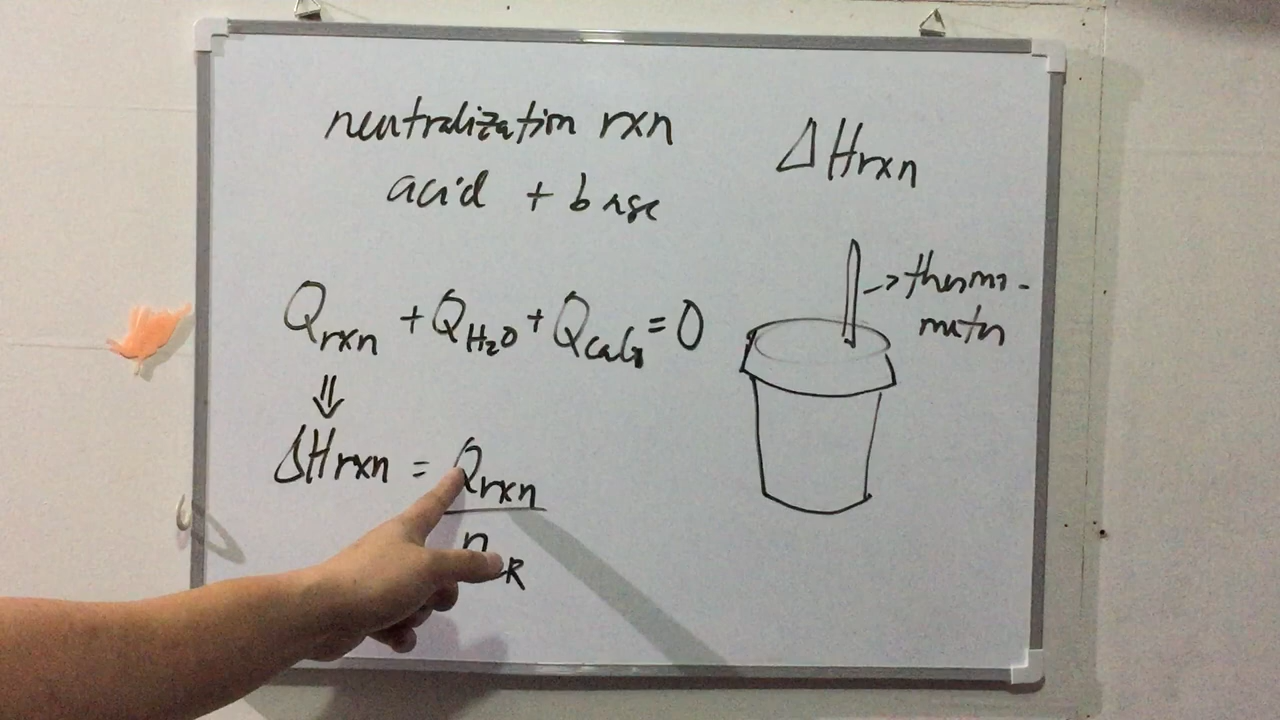 neutralization rxn
acid + base
ΔHrxn
Qrxn + QH₂O + Qcal = 0
⇓
ΔHrxn = Qrxn
n R
→ thermo-
meter